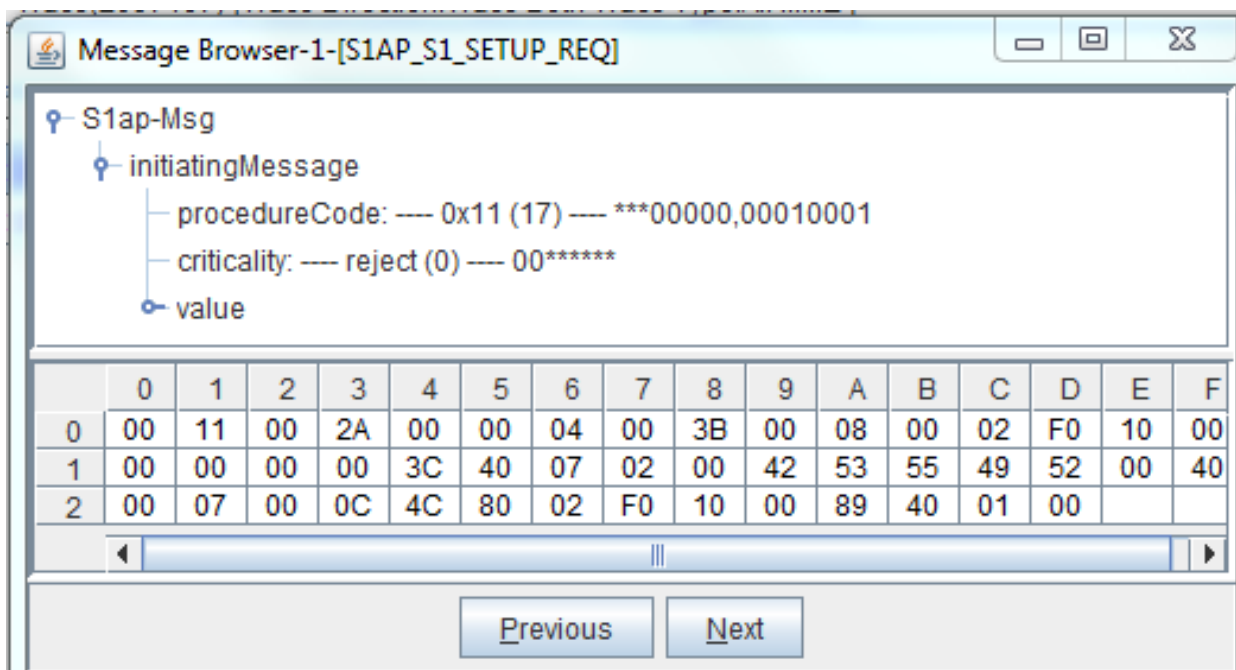 Message Browser-1-[S1AP_S1_SETUP_REQ]
S1ap-Msg
initiatingMessage
procedureCode: ---- 0x11 (17) ---- ***00000,00010001
criticality: ---- reject (0) ---- 00******
value
0 1 2 3 4 5 6 7 8 9 A B C D E F
0 00 11 00 2A 00 00 04 00 3B 00 08 00 02 F0 10 00
1 00 00 00 00 3C 40 07 02 00 42 53 55 49 52 00 40
2 00 07 00 0C 4C 80 02 F0 10 00 89 40 01 00
Previous Next